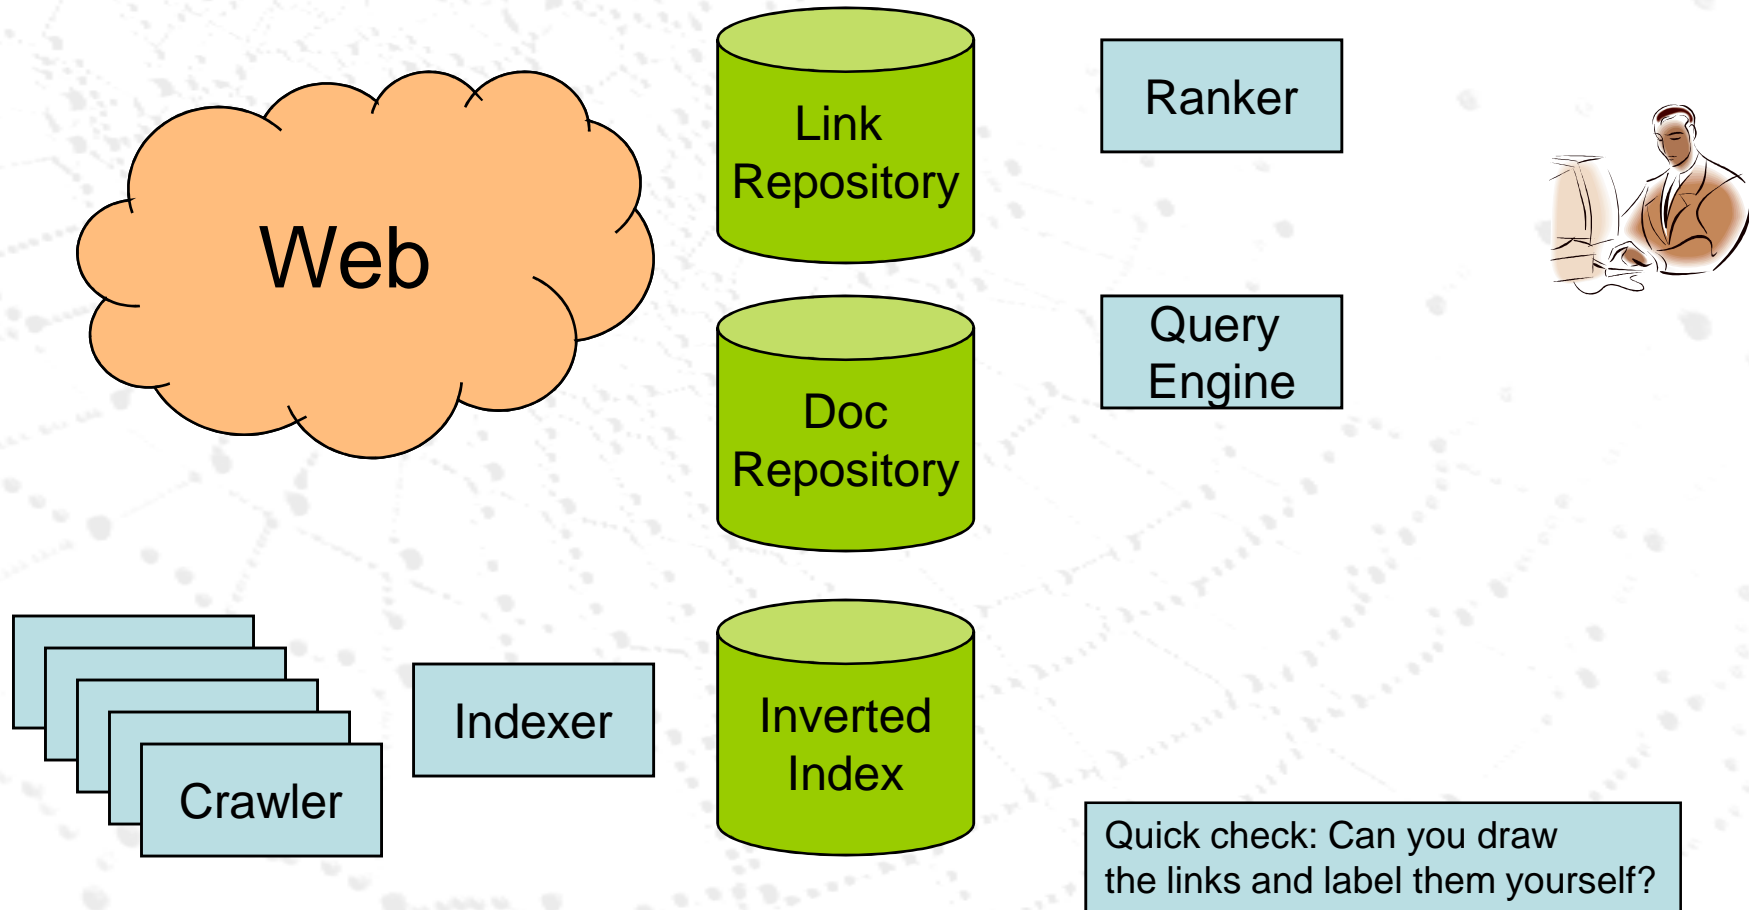 Web
Link
Repository
Ranker
Query
Engine
Doc
Repository
Crawler
Indexer
Inverted
Index
Quick check: Can you draw
the links and label them yourself?